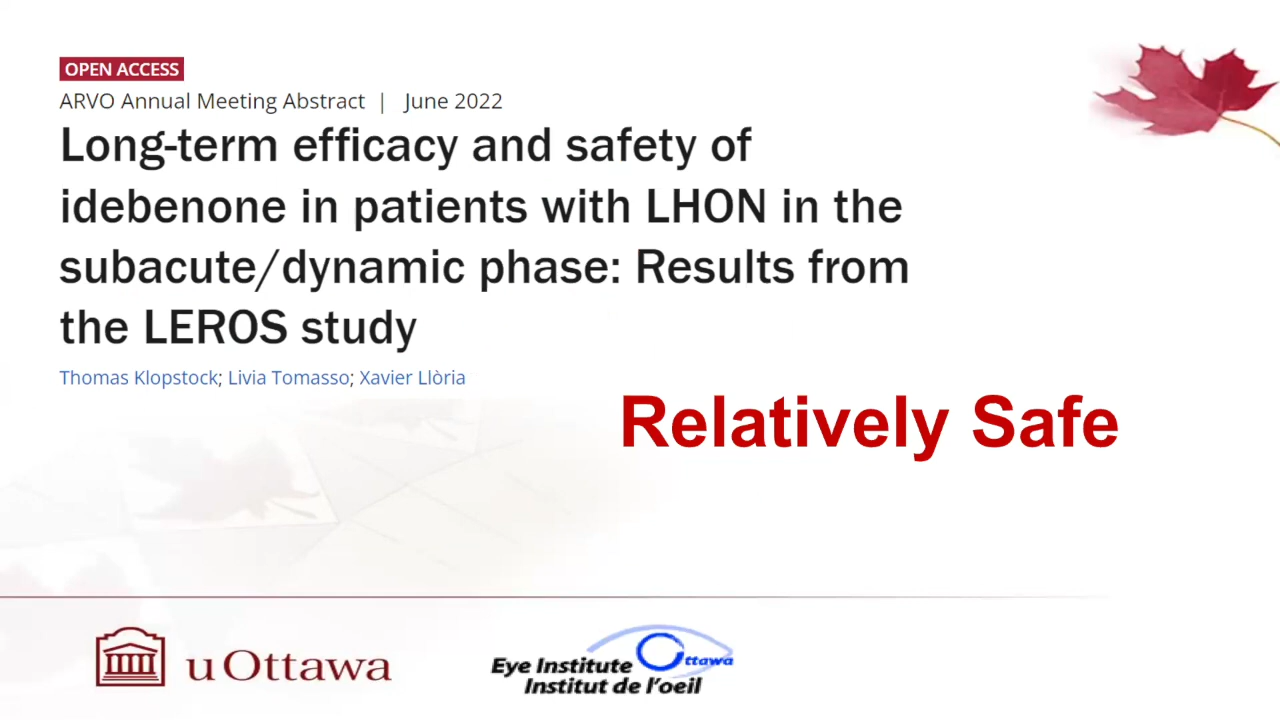 OPEN ACCESS
ARVO Annual Meeting Abstract | June 2022
Long-term efficacy and safety of
idebenone in patients with LHON in the
subacute/dynamic phase: Results from
the LEROS study
Thomas Klopstock; Livia Tomasso; Xavier Llòria
Relatively Safe
uOttawa
Eye Institute Ottawa
Institut de l'oeil